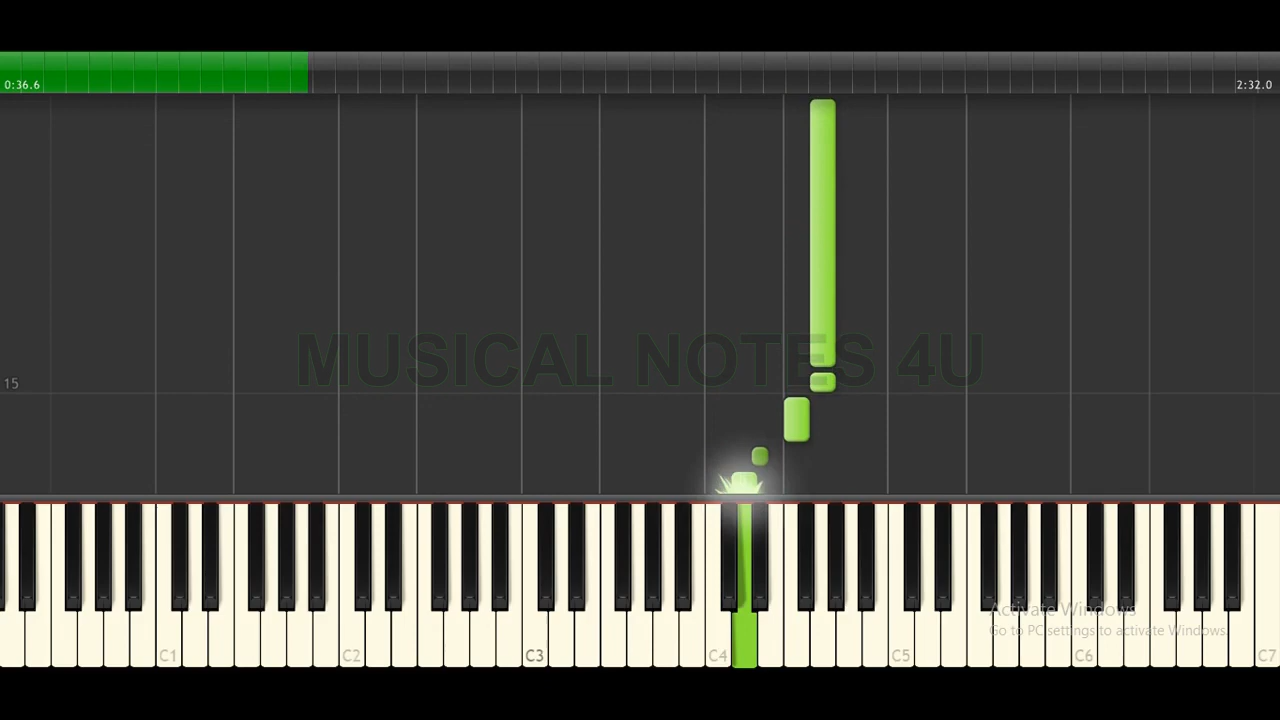 0:36.6
2:32.0
MUSICAL NOTES 4U
15
Activate Windows
Go to PC settings to activate Windows.
C1
C2
C3
C4
C5
C6
C7